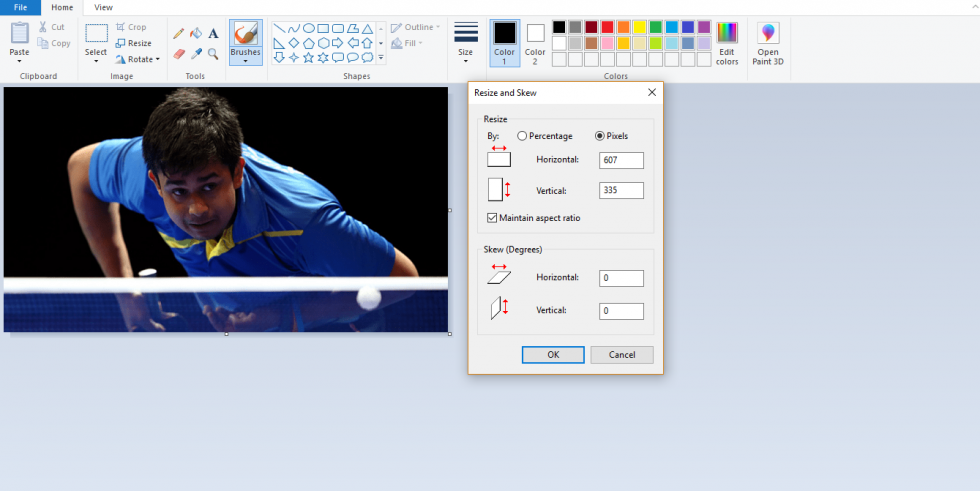 File Home View
Paste
Cut
Copy
Clipboard
Select
Crop
Resize
Rotate
Image
A
Tools
Brushes
Shapes
Outline
Fill
Size
Color
1
Color
2
Colors
Edit
colors
Open
Paint 3D
Resize and Skew
Resize
By: Percentage Pixels
Horizontal: 607
Vertical: 335
Maintain aspect ratio
Skew (Degrees)
Horizontal: 0
Vertical: 0
OK Cancel